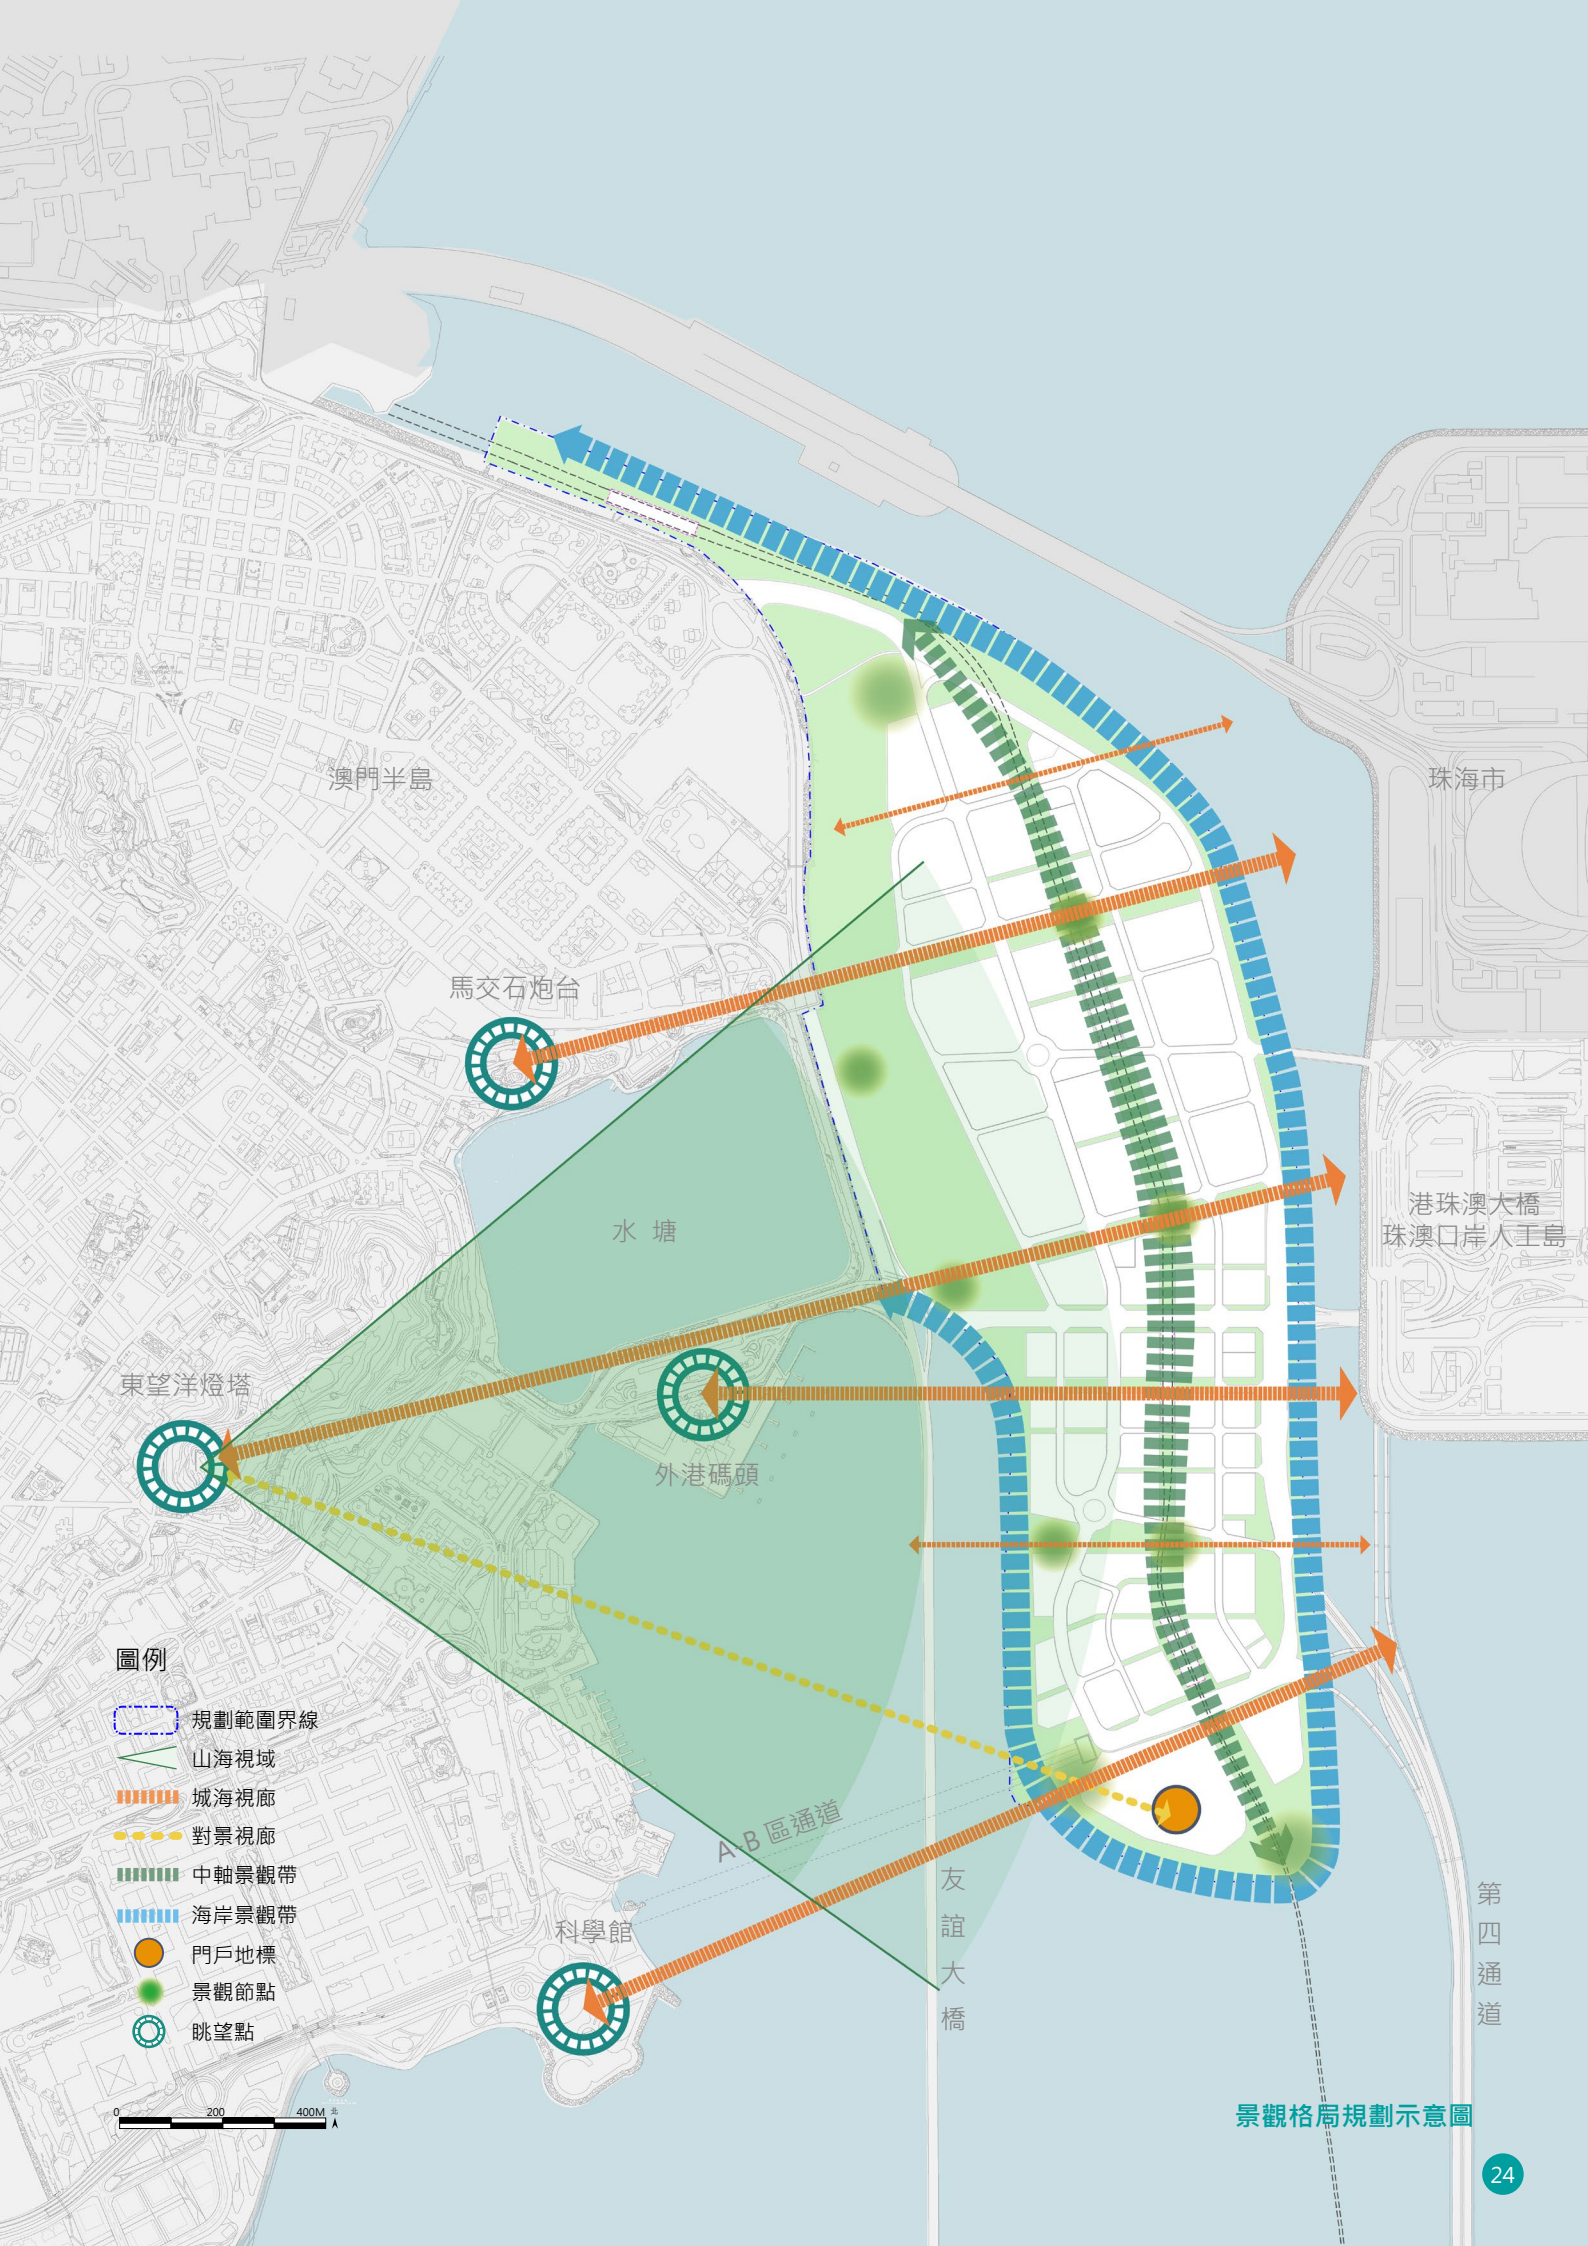 澳門半島
珠海市
馬交石炮台
水 塘
港珠澳大橋
珠澳口岸人工島
東望洋燈塔
外港碼頭
A-B 區通道
科學館
友誼大橋
第四通道
圖例
規劃範圍界線
山海視域
城海視廊
對景視廊
中軸景觀帶
海岸景觀帶
門戶地標
景觀節點
眺望點
0 200 400M 北
景觀格局規劃示意圖
24